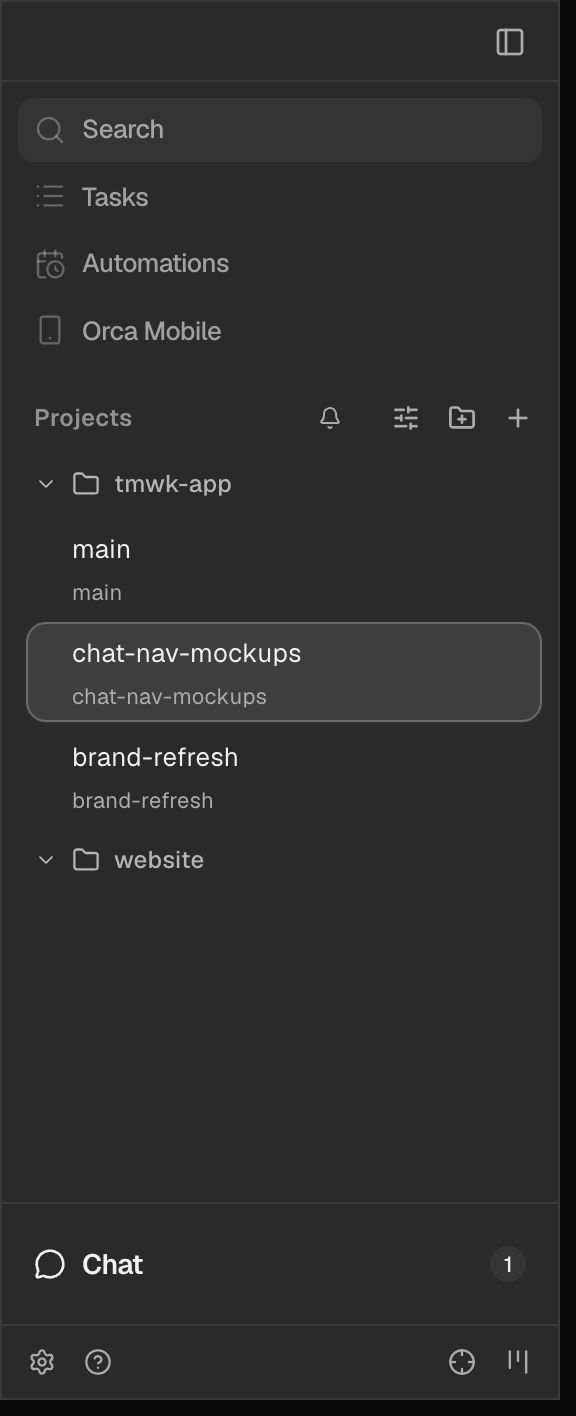 Search
Tasks
Automations
Orca Mobile
Projects
tmwk-app
main
main
chat-nav-mockups
chat-nav-mockups
brand-refresh
brand-refresh
website
Chat 1